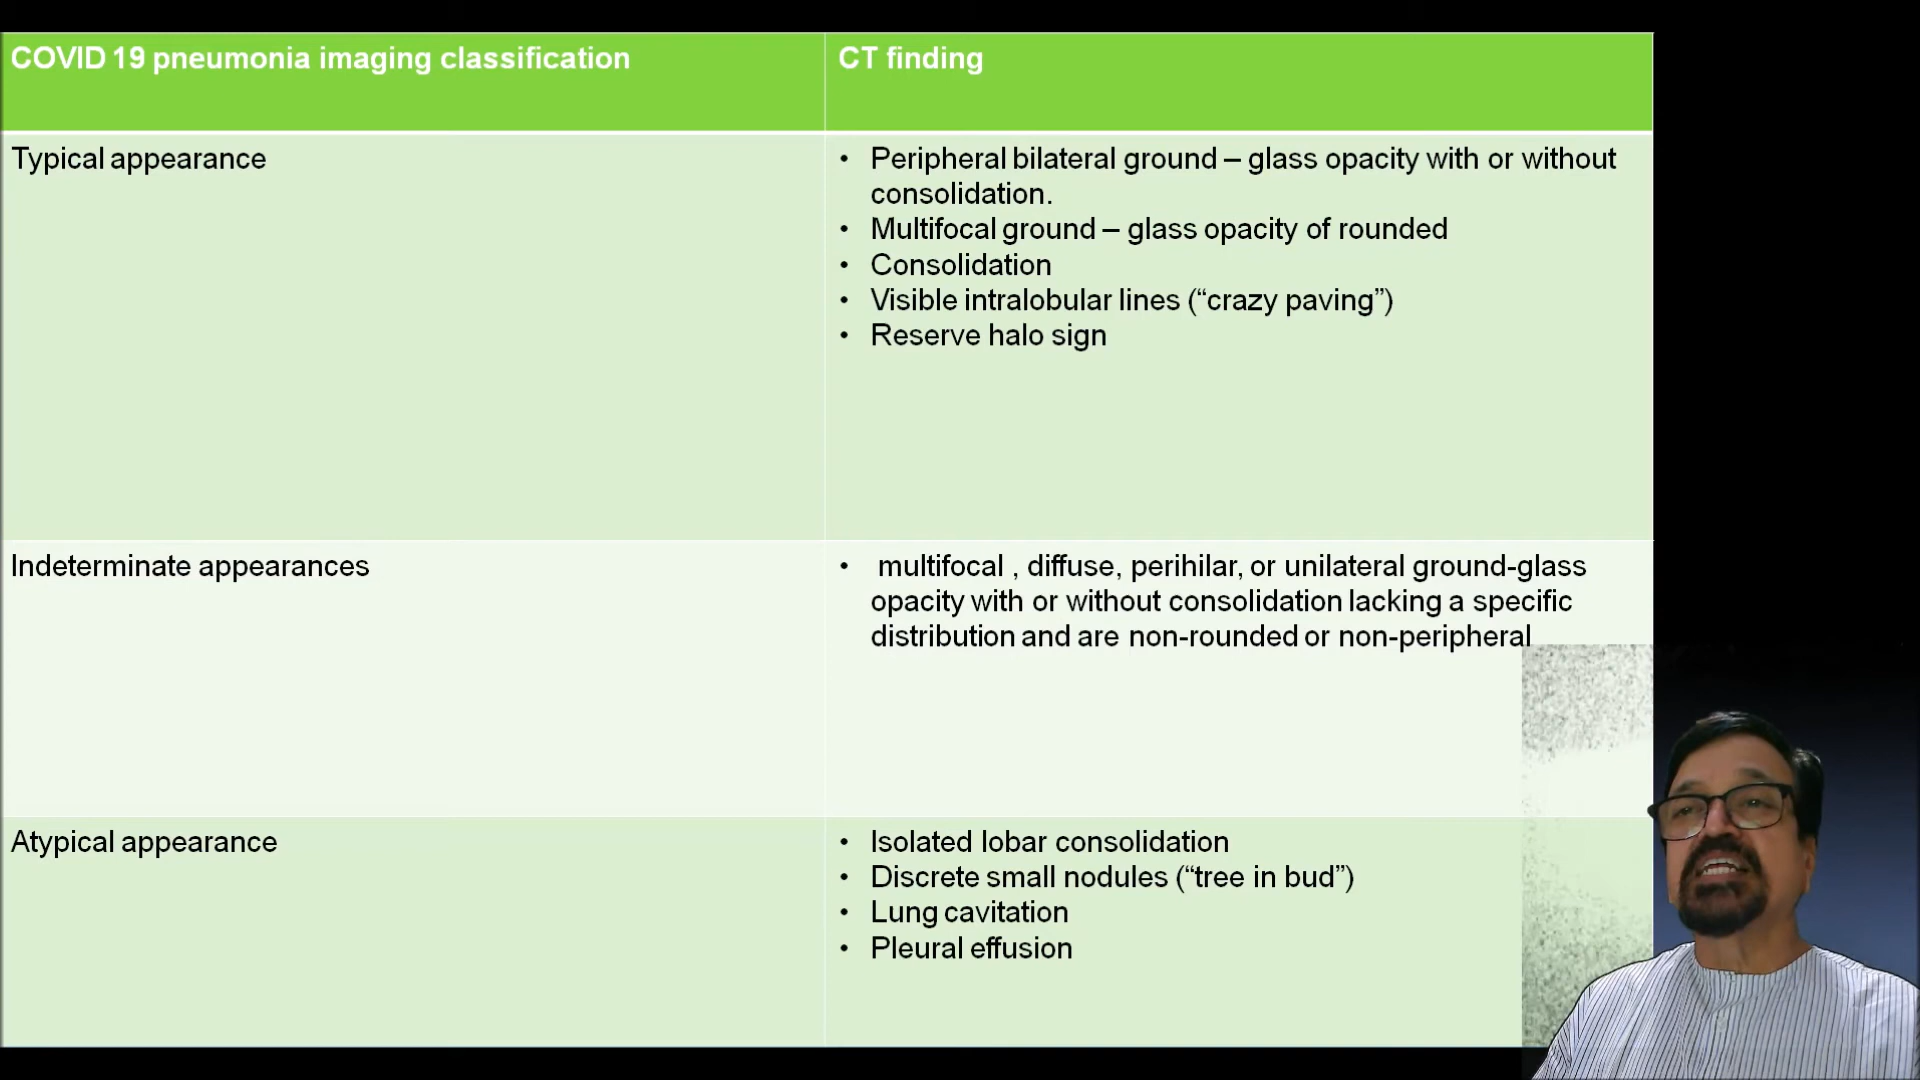 COVID 19 pneumonia imaging classification
CT finding
Typical appearance
• Peripheral bilateral ground – glass opacity with or without
consolidation.
• Multifocal ground – glass opacity of rounded
• Consolidation
• Visible intralobular lines (“crazy paving”)
• Reserve halo sign
Indeterminate appearances
• multifocal , diffuse, perihilar, or unilateral ground-glass
opacity with or without consolidation lacking a specific
distribution and are non-rounded or non-peripheral
Atypical appearance
• Isolated lobar consolidation
• Discrete small nodules (“tree in bud”)
• Lung cavitation
• Pleural effusion